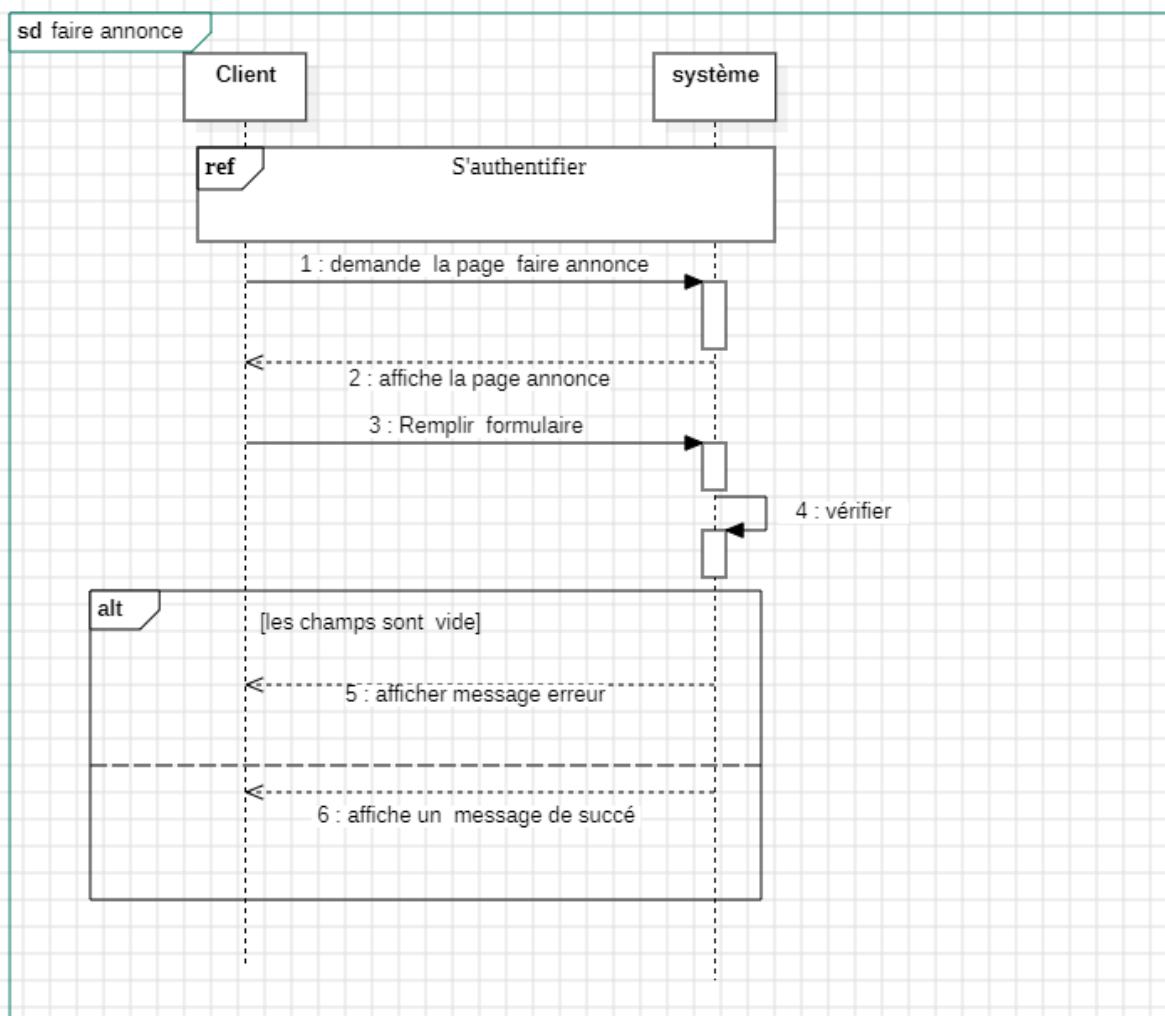 sd faire annonce
Client
système
ref
S'authentifier
1 : demande la page faire annonce
2 : affiche la page annonce
3 : Remplir formulaire
4 : vérifier
alt
[les champs sont vide]
5 : afficher message erreur
6 : affiche un message de succé